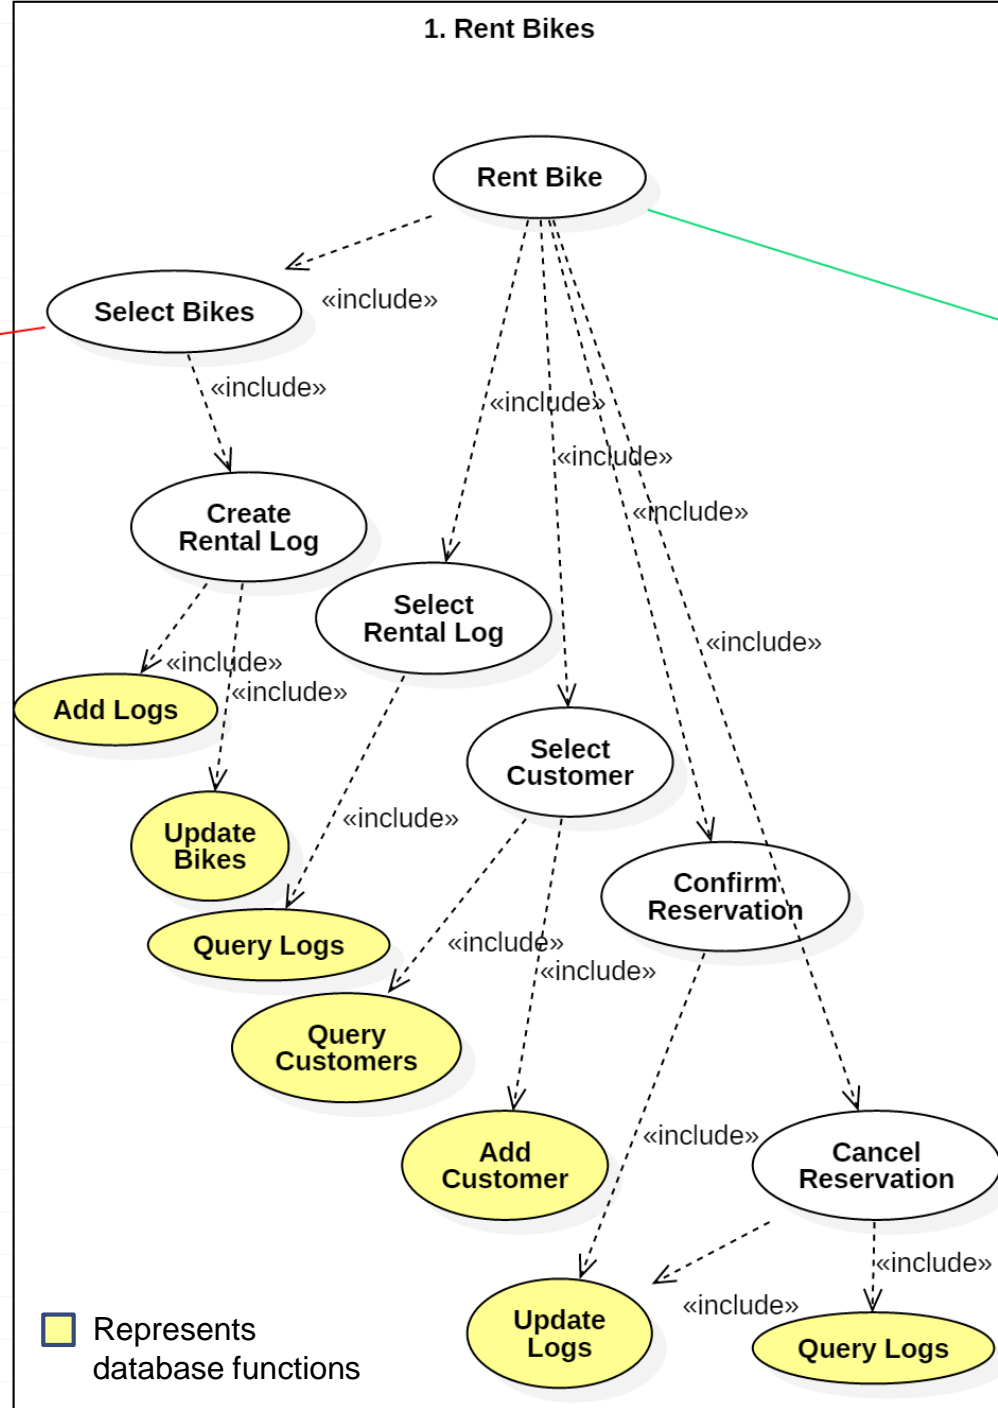 1. Rent Bikes
Rent Bike
«include»
Select Bikes
«include»
«include»
«include»
«include»
Create
Rental Log
Select
Rental Log
«include»
«include»
«include»
Add Logs
Select
Customer
Update
Bikes
«include»
Confirm
Reservation
Query Logs
«include»
«include»
Query
Customers
«include»
Add
Customer
Cancel
Reservation
«include»
«include»
Update
Logs
Query Logs
Represents
database functions